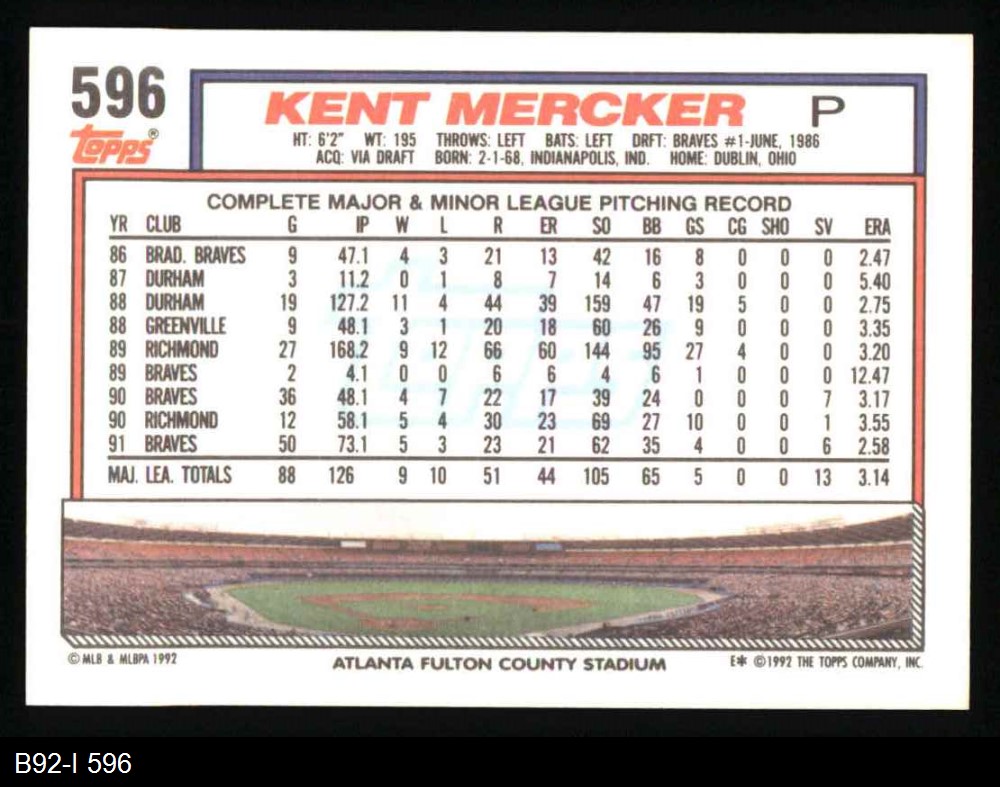 596
topps®
KENT MERCKER P
HT: 6'2" WT: 195 THROWS: LEFT BATS: LEFT DRFT: BRAVES #1-JUNE, 1986
ACQ: VIA DRAFT BORN: 2-1-68, INDIANAPOLIS, IND. HOME: DUBLIN, OHIO
COMPLETE MAJOR & MINOR LEAGUE PITCHING RECORD
YR CLUB G IP W L R ER SO BB GS CG SHO SV ERA
86 BRAD. BRAVES 9 47.1 4 3 21 13 42 16 8 0 0 0 2.47
87 DURHAM 3 11.2 0 1 8 7 14 6 3 0 0 0 5.40
88 DURHAM 19 127.2 11 4 44 39 159 47 19 5 0 0 2.75
88 GREENVILLE 9 48.1 3 1 20 18 60 26 9 0 0 0 3.35
89 RICHMOND 27 168.2 9 12 66 60 144 95 27 4 0 0 3.20
89 BRAVES 2 4.1 0 0 6 6 4 6 1 0 0 0 12.47
90 BRAVES 36 48.1 4 7 22 17 39 24 0 0 0 7 3.17
90 RICHMOND 12 58.1 5 4 30 23 69 27 10 0 0 1 3.55
91 BRAVES 50 73.1 5 3 23 21 62 35 4 0 0 6 2.58
MAJ. LEA. TOTALS 88 126 9 10 51 44 105 65 5 0 0 13 3.14
topps
© MLB & MLBPA 1992
ATLANTA FULTON COUNTY STADIUM
E* ©1992 THE TOPPS COMPANY, INC.
B92-I 596